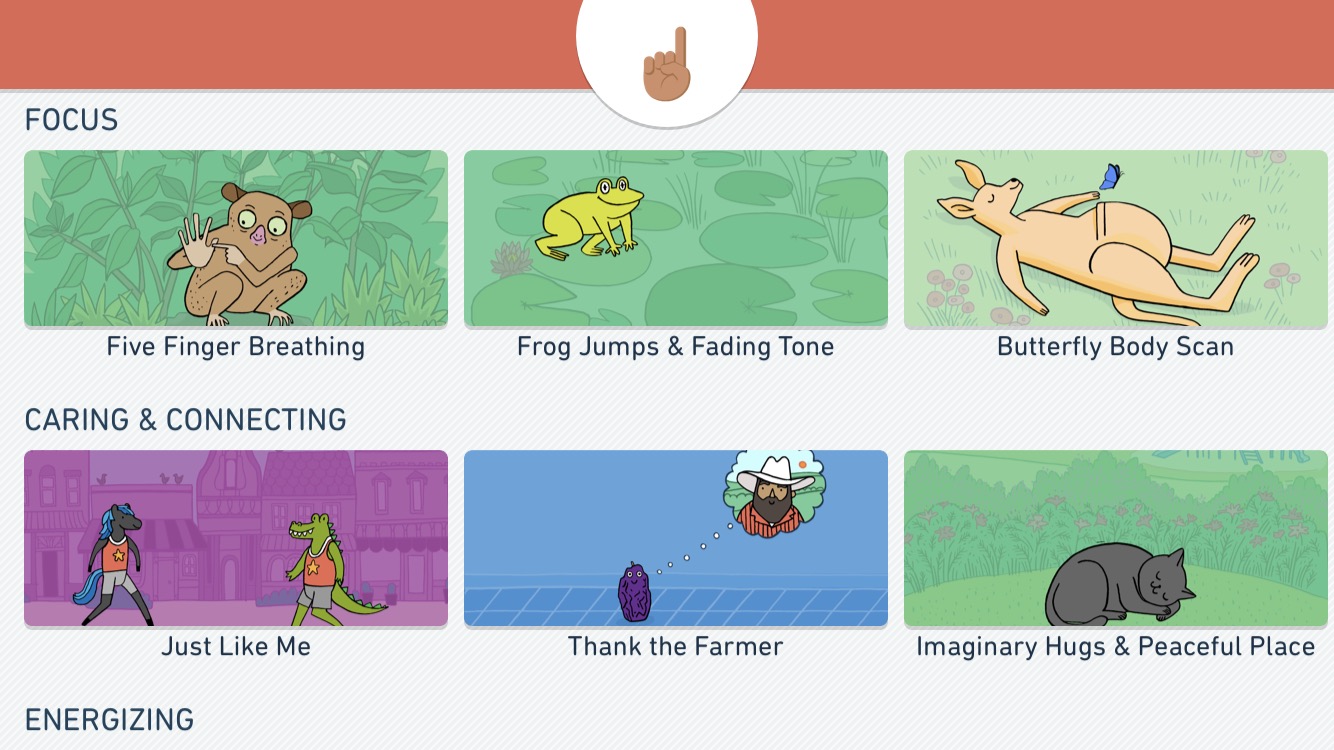 FOCUS
Five Finger Breathing
Frog Jumps & Fading Tone
Butterfly Body Scan
CARING & CONNECTING
Just Like Me
Thank the Farmer
Imaginary Hugs & Peaceful Place
ENERGIZING